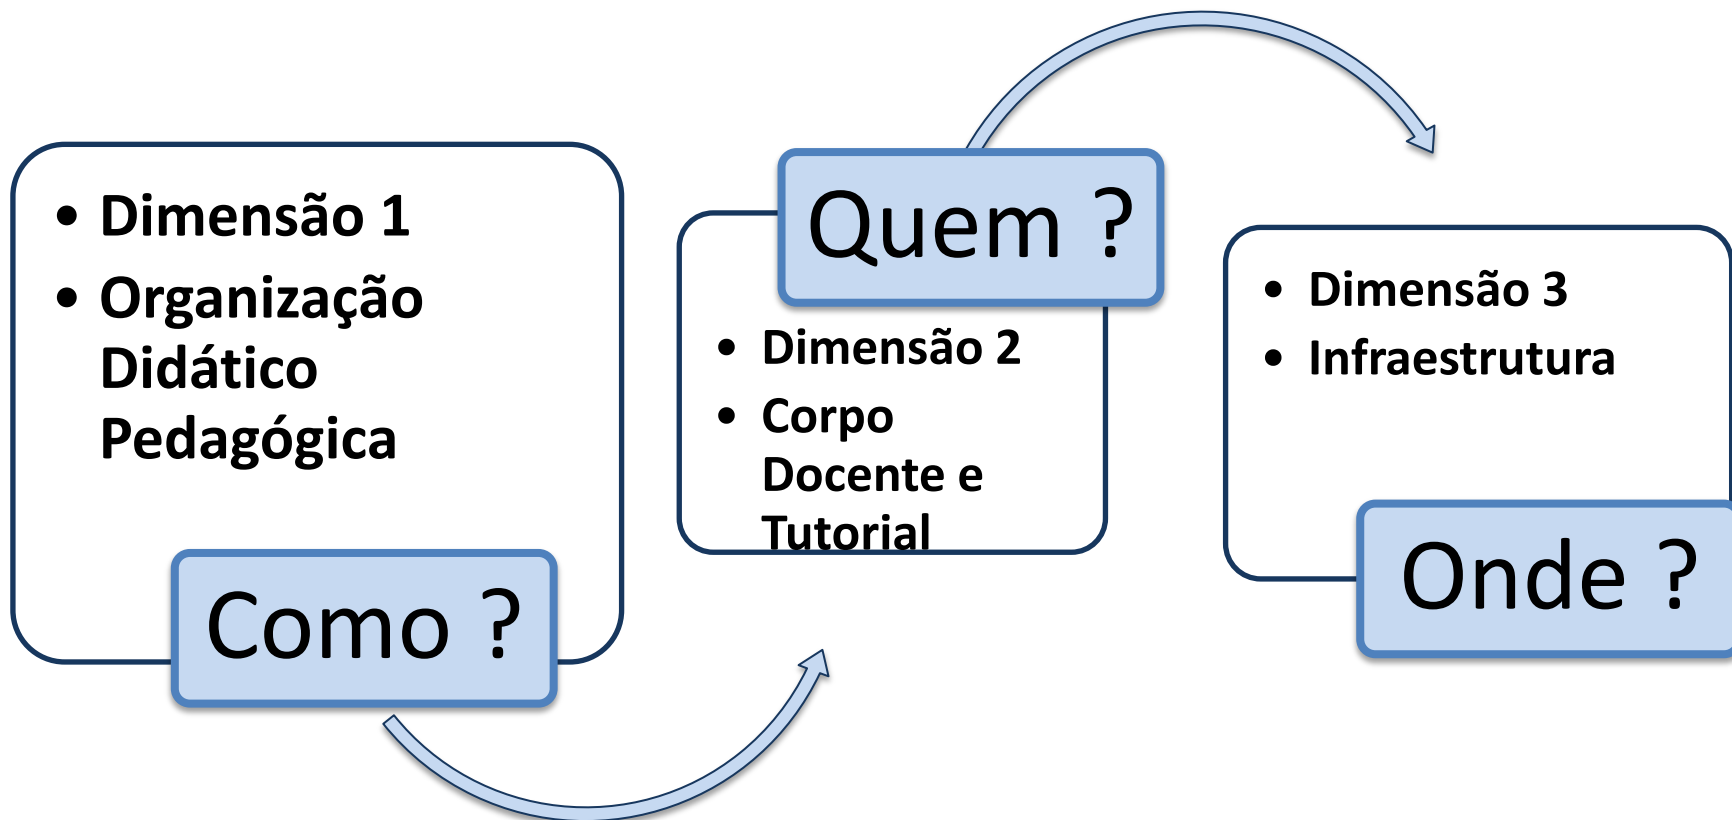 • Dimensão 1
• Organização
Didático
Pedagógica
Como ?
Quem ?
• Dimensão 2
• Corpo
Docente e
Tutorial
• Dimensão 3
• Infraestrutura
Onde ?